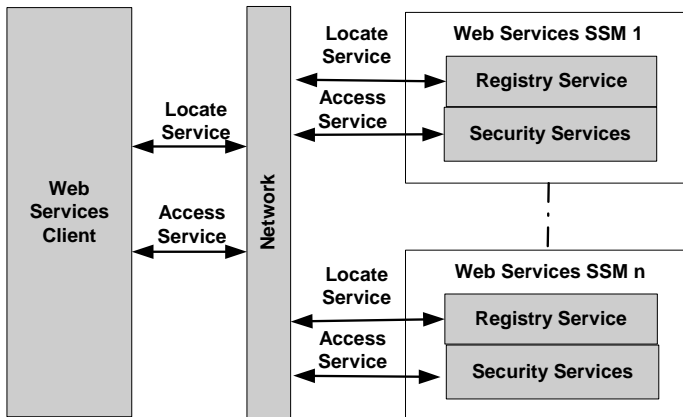 Web
Services
Client
Locate
Service
Access
Service
Network
Locate
Service
Access
Service
Web Services SSM 1
Registry Service
Security Services
Locate
Service
Access
Service
Web Services SSM n
Registry Service
Security Services